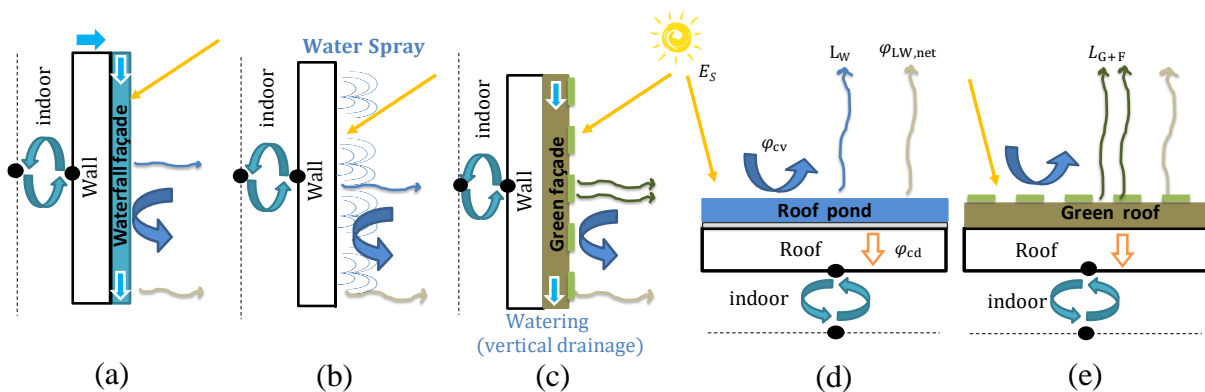 indoor
Wall
Waterfall façade
(a)
Water Spray
indoor
Wall
(b)
indoor
Wall
Green façade
Watering
(vertical drainage)
(c)
E_S
φ_cv
L_W
φ_LW,net
Roof pond
Roof
φ_cd
indoor
(d)
L_G+F
Green roof
Roof
indoor
(e)